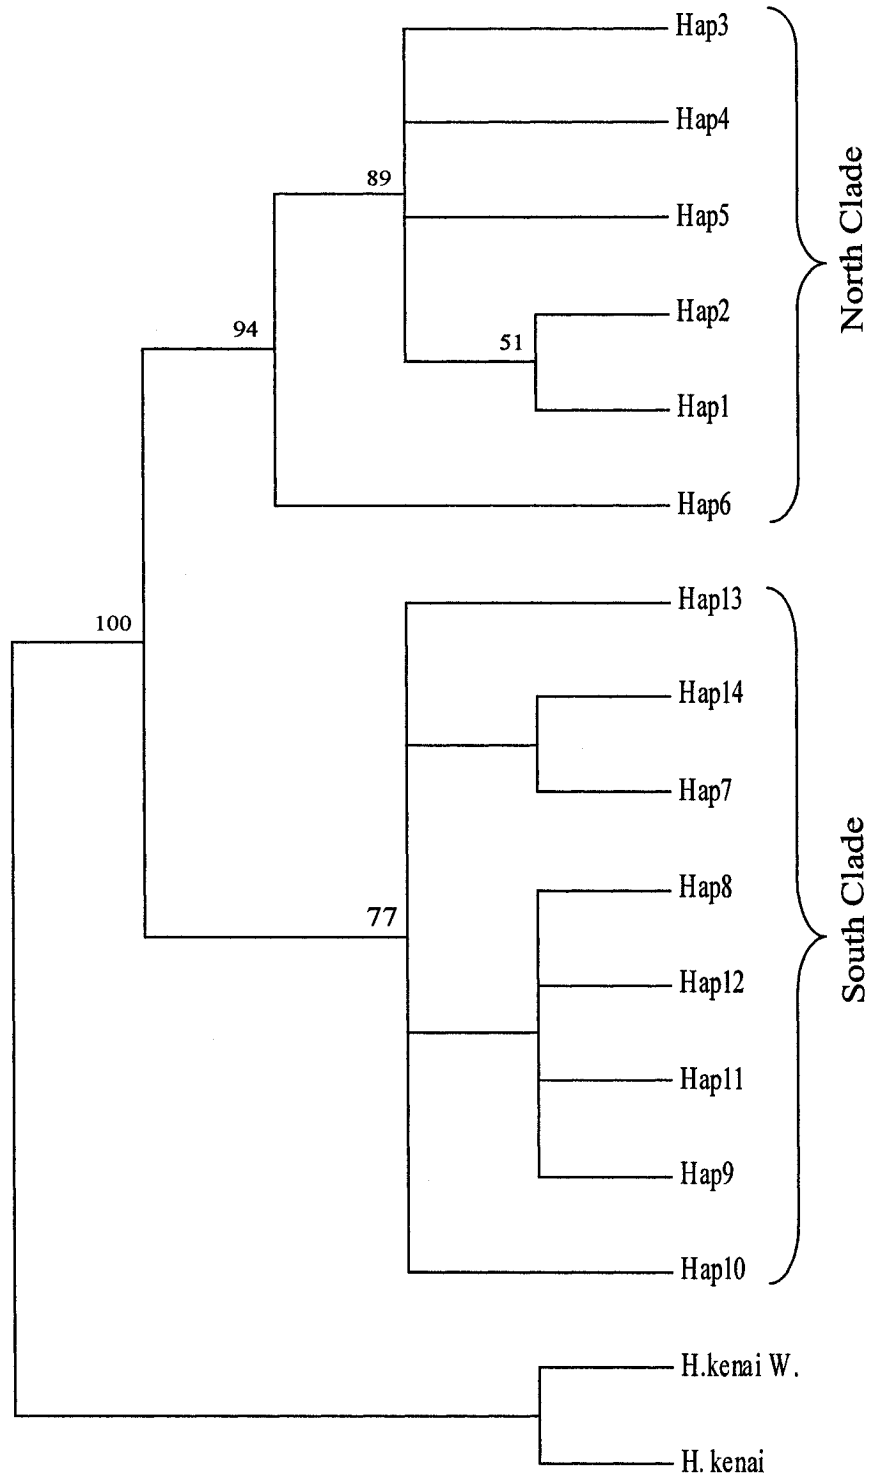 Hap3
Hap4
89
Hap5
North Clade
Hap2
94
51
Hap1
Hap6
Hap13
100
Hap14
Hap7
Hap8
77
South Clade
Hap12
Hap11
Hap9
Hap10
H.kenai W.
H. kenai